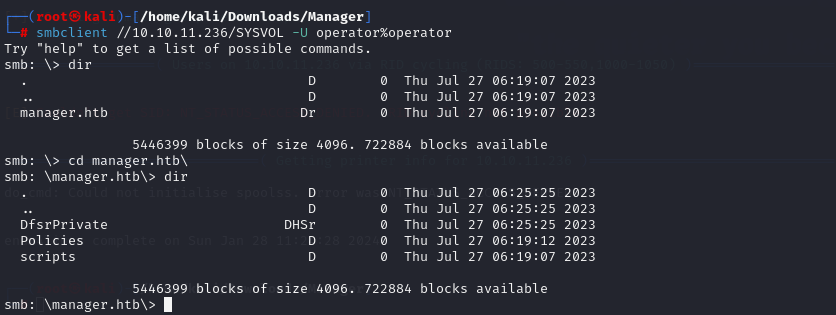 ┌──(root㉿kali)-[/home/kali/Downloads/Manager]
└─# smbclient //10.10.11.236/SYSVOL -U operator%operator
Try "help" to get a list of possible commands.
smb: \> dir
  .                                   D        0  Thu Jul 27 06:19:07 2023
  ..                                  D        0  Thu Jul 27 06:19:07 2023
  manager.htb                        Dr        0  Thu Jul 27 06:19:07 2023
                5446399 blocks of size 4096. 722884 blocks available
smb: \> cd manager.htb\
smb: \manager.htb\> dir
  .                                   D        0  Thu Jul 27 06:25:25 2023
  ..                                  D        0  Thu Jul 27 06:25:25 2023
  DfsrPrivate                      DHSr        0  Thu Jul 27 06:25:25 2023
  Policies                            D        0  Thu Jul 27 06:19:12 2023
  scripts                             D        0  Thu Jul 27 06:19:07 2023
                5446399 blocks of size 4096. 722884 blocks available
smb: \manager.htb\>